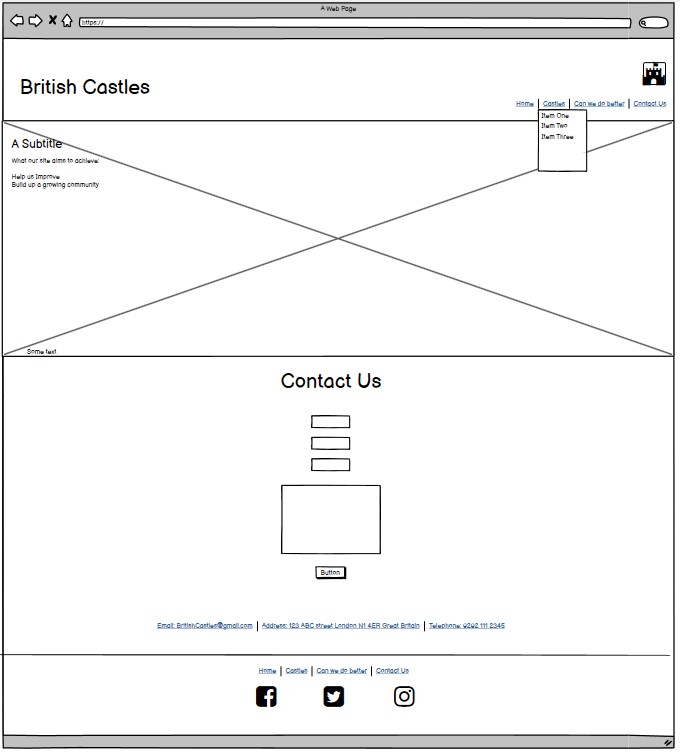 A Web Page
https://
British Castles
Home | Castles | Can we do better | Contact Us
Item One
Item Two
Item Three
A Subtitle
What our site aims to achieve:
Help us Improve
Build up a growing community
Some text
Contact Us
Button
Email: BritishCastles@gmail.com | Address: 123 ABC street London N1 4ER Great Britain | Telephone: 0202 111 2345
Home | Castles | Can we do better | Contact Us